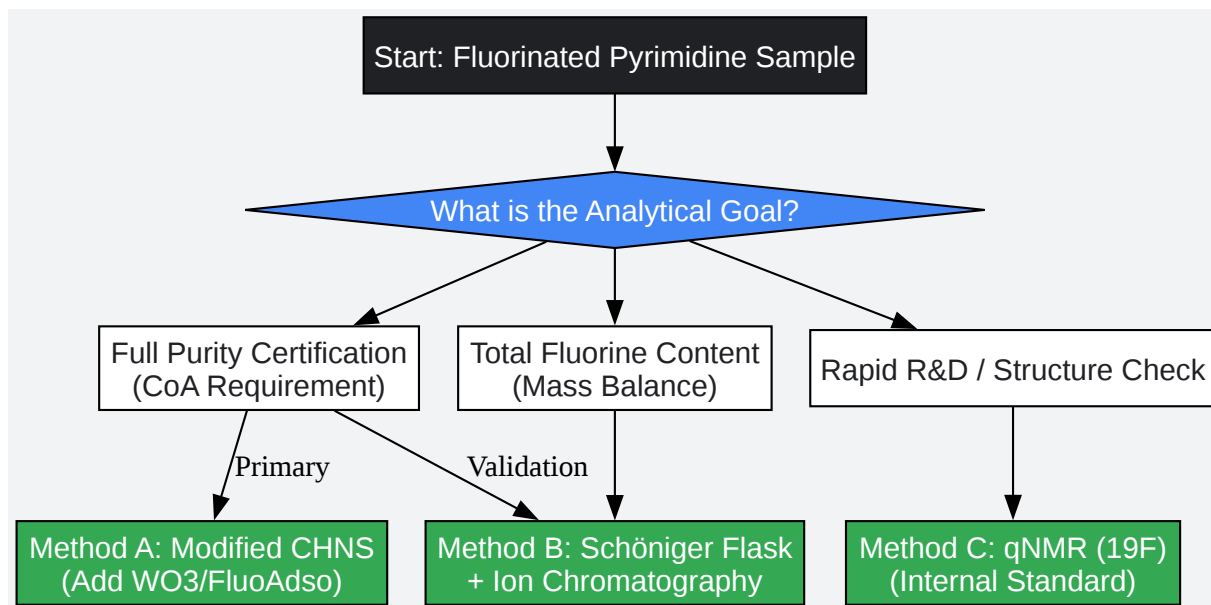 Start: Fluorinated Pyrimidine Sample
What is the Analytical Goal?
Full Purity Certification
(CoA Requirement)
Total Fluorine Content
(Mass Balance)
Rapid R&D / Structure Check
Primary
Validation
Method A: Modified CHNS
(Add WO3/FluoAdso)
Method B: Schöniger Flask
+ Ion Chromatography
Method C: qNMR (19F)
(Internal Standard)